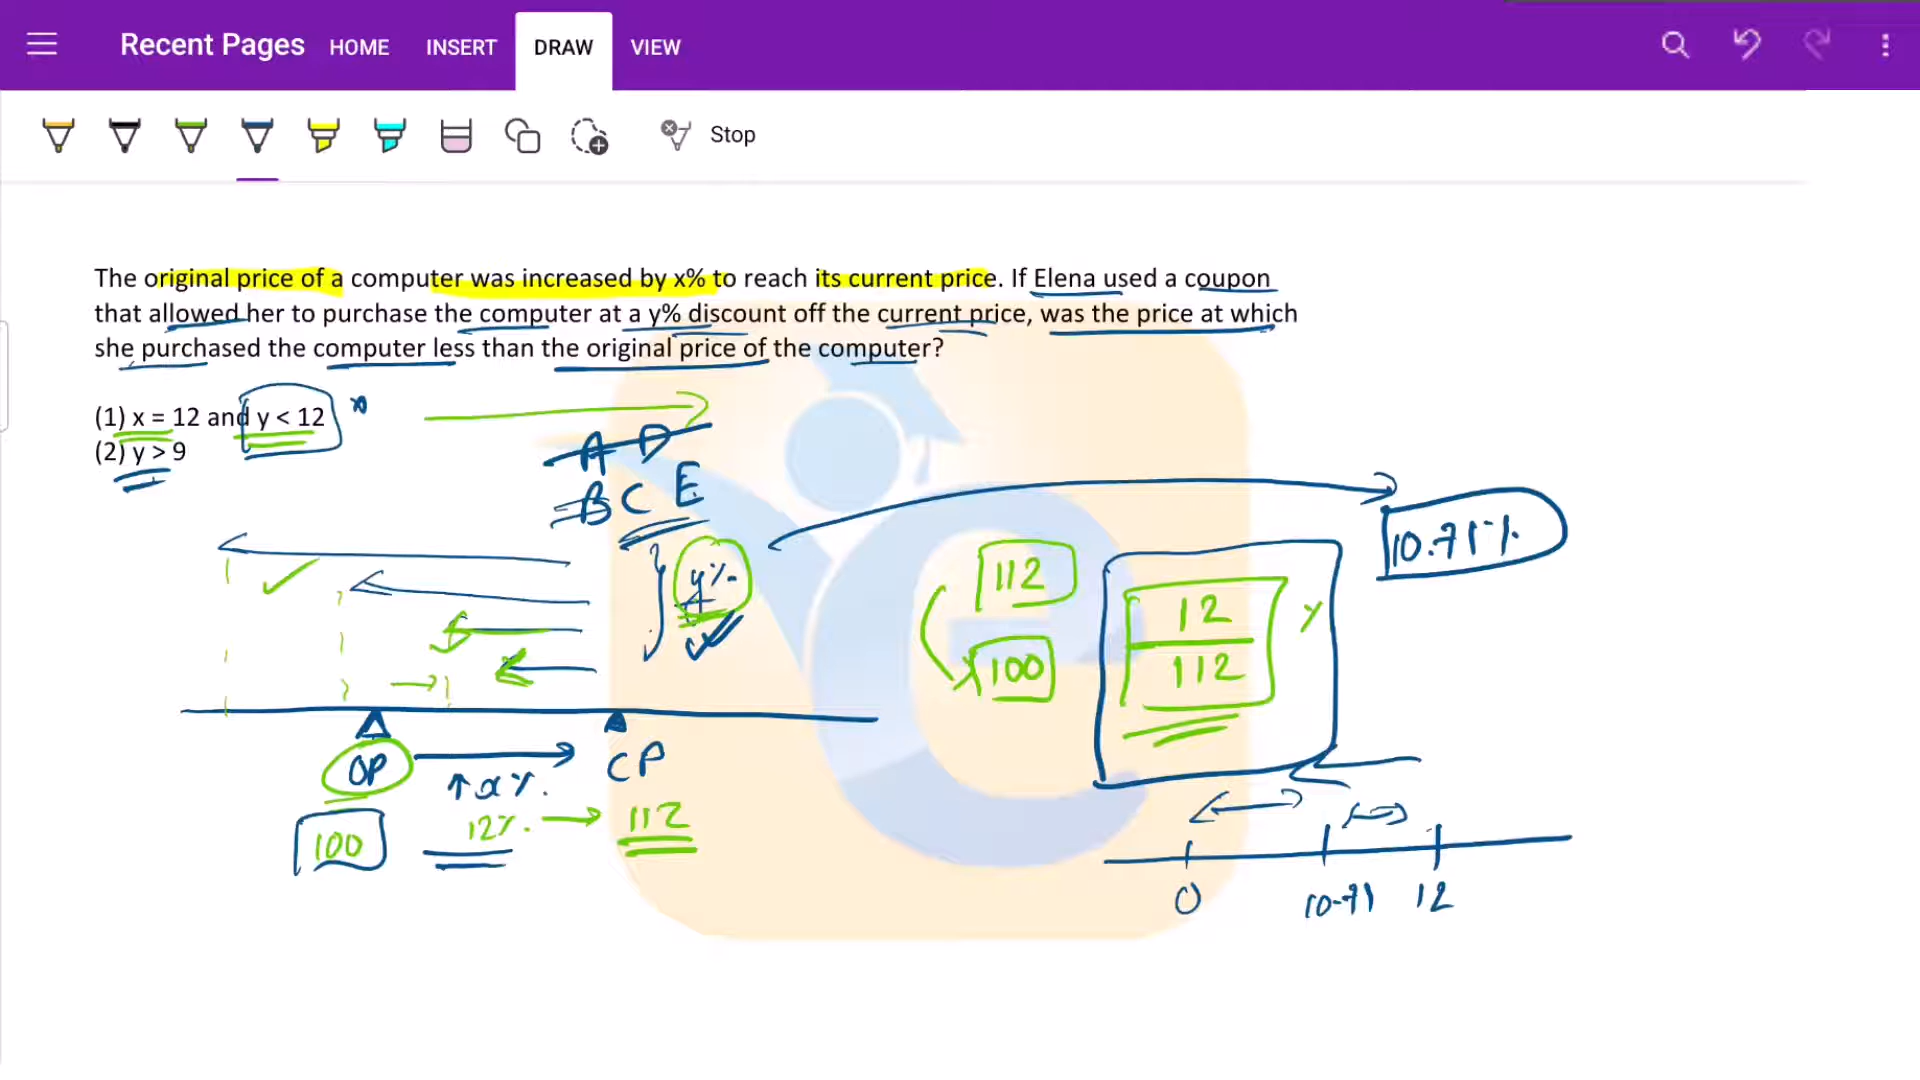 Recent Pages HOME INSERT DRAW VIEW
Stop
The original price of a computer was increased by x% to reach its current price. If Elena used a coupon
that allowed her to purchase the computer at a y% discount off the current price, was the price at which
she purchased the computer less than the original price of the computer?
(1) x = 12 and y < 12
(2) y > 9
A D
B C E
10.71%
y%
112
100
12
112
OP
CP
↑ x %.
100
12%. → 112
0 10.71 12